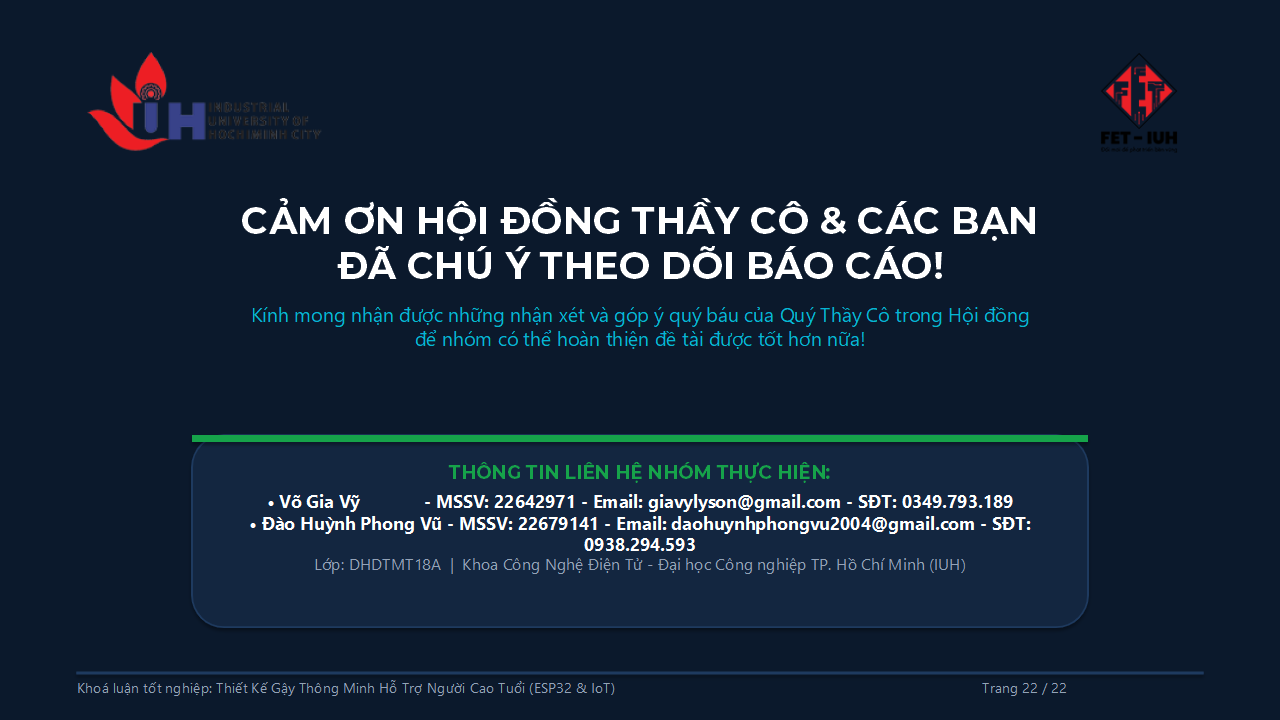 IUH
INDUSTRIAL
UNIVERSITY OF
HOCHIMINH CITY
FET
FET - IUH
CẢM ƠN HỘI ĐỒNG THẦY CÔ & CÁC BẠN
ĐÃ CHÚ Ý THEO DÕI BÁO CÁO!
Kính mong nhận được những nhận xét và góp ý quý báu của Quý Thầy Cô trong Hội đồng
để nhóm có thể hoàn thiện đề tài được tốt hơn nữa!
THÔNG TIN LIÊN HỆ NHÓM THỰC HIỆN:
• Võ Gia Vỹ - MSSV: 22642971 - Email: giavylyson@gmail.com - SĐT: 0349.793.189
• Đào Huỳnh Phong Vũ - MSSV: 22679141 - Email: daohuynhphongvu2004@gmail.com - SĐT:
0938.294.593
Lớp: DHDTMT18A | Khoa Công Nghệ Điện Tử - Đại học Công nghiệp TP. Hồ Chí Minh (IUH)
Khoá luận tốt nghiệp: Thiết Kế Gậy Thông Minh Hỗ Trợ Người Cao Tuổi (ESP32 & IoT)
Trang 22 / 22